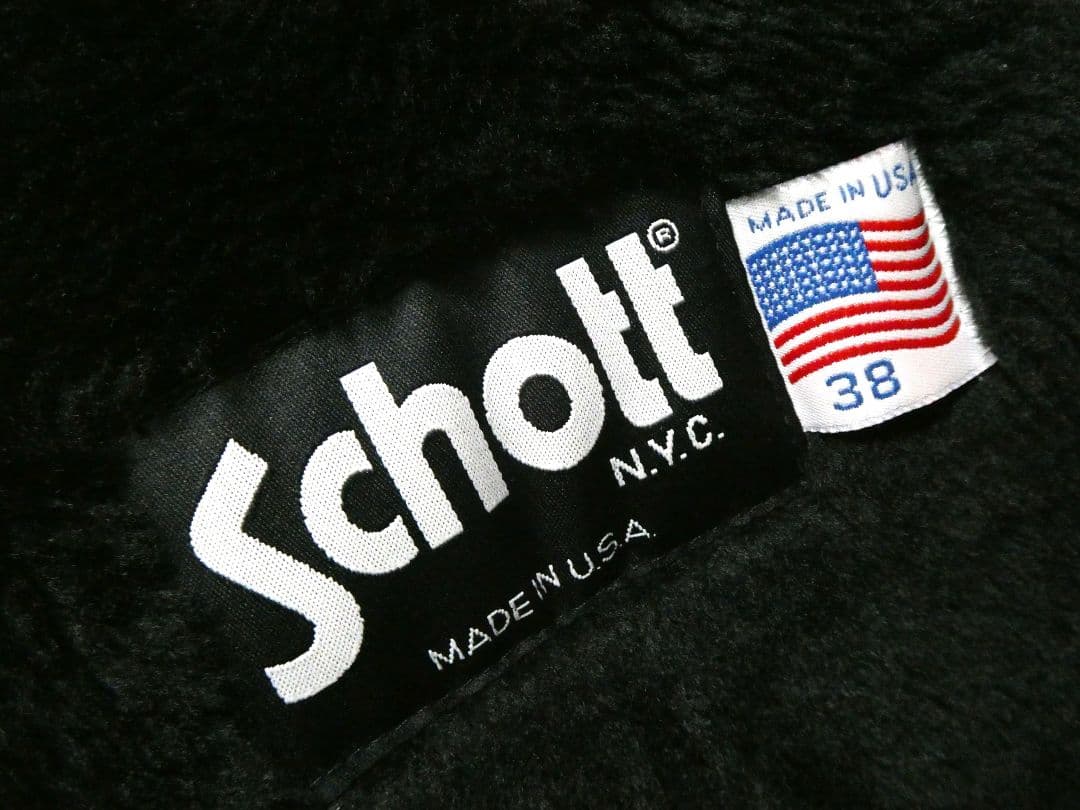 Schott®
N.Y.C.
MADE IN U.S.A.
MADE IN USA
38